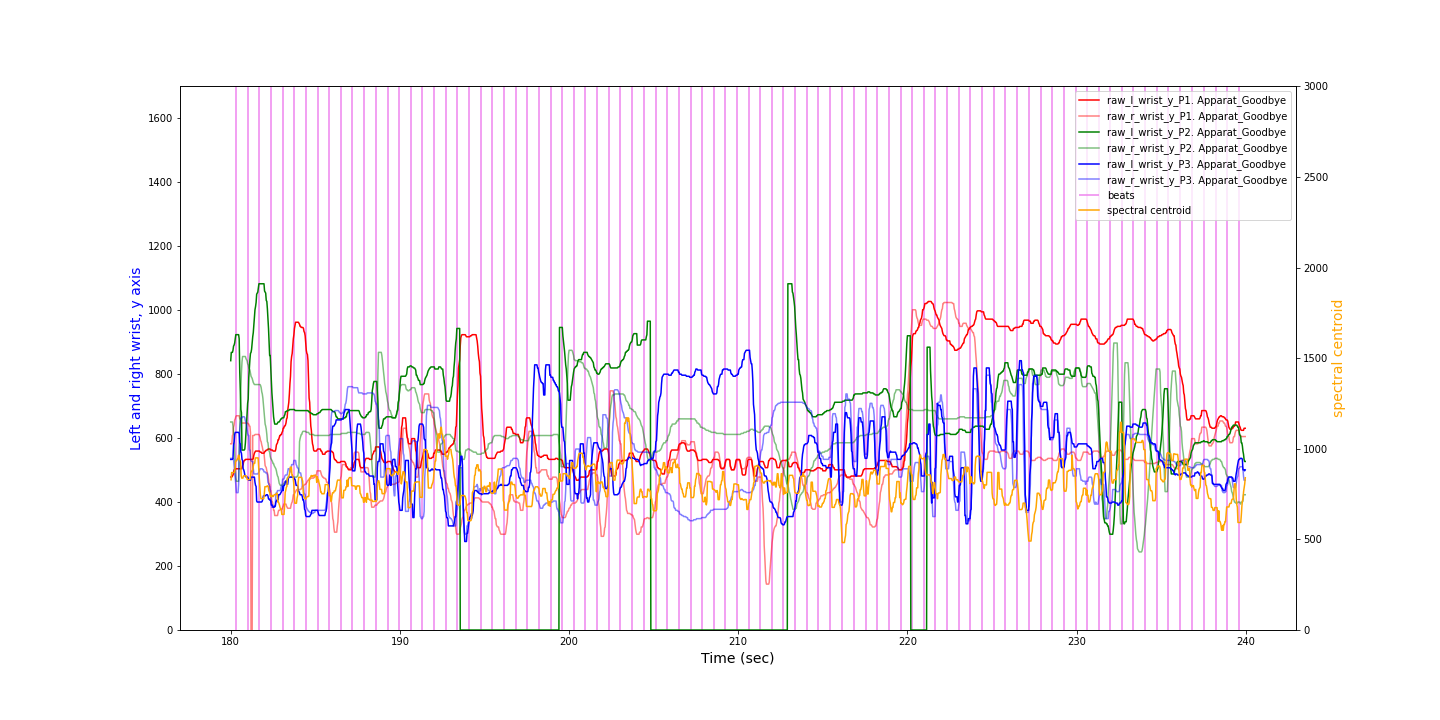 raw_l_wrist_y_P1. Apparat_Goodbye
raw_r_wrist_y_P1. Apparat_Goodbye
raw_l_wrist_y_P2. Apparat_Goodbye
raw_r_wrist_y_P2. Apparat_Goodbye
raw_l_wrist_y_P3. Apparat_Goodbye
raw_r_wrist_y_P3. Apparat_Goodbye
beats
spectral centroid
Left and right wrist, y axis
1600
1400
1200
1000
800
600
400
200
0
3000
2500
2000
1500
1000
500
0
spectral centroid
180
190
200
210
220
230
240
Time (sec)